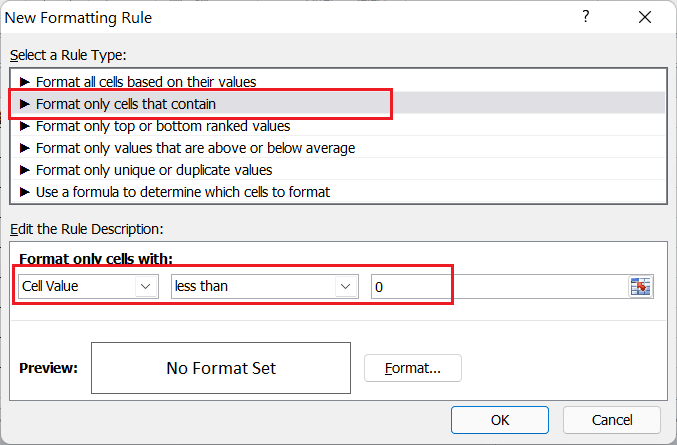 New Formatting Rule ?
Select a Rule Type:
► Format all cells based on their values
► Format only cells that contain
► Format only top or bottom ranked values
► Format only values that are above or below average
► Format only unique or duplicate values
► Use a formula to determine which cells to format
Edit the Rule Description:
Format only cells with:
Cell Value less than 0
Preview: No Format Set Format...
OK Cancel